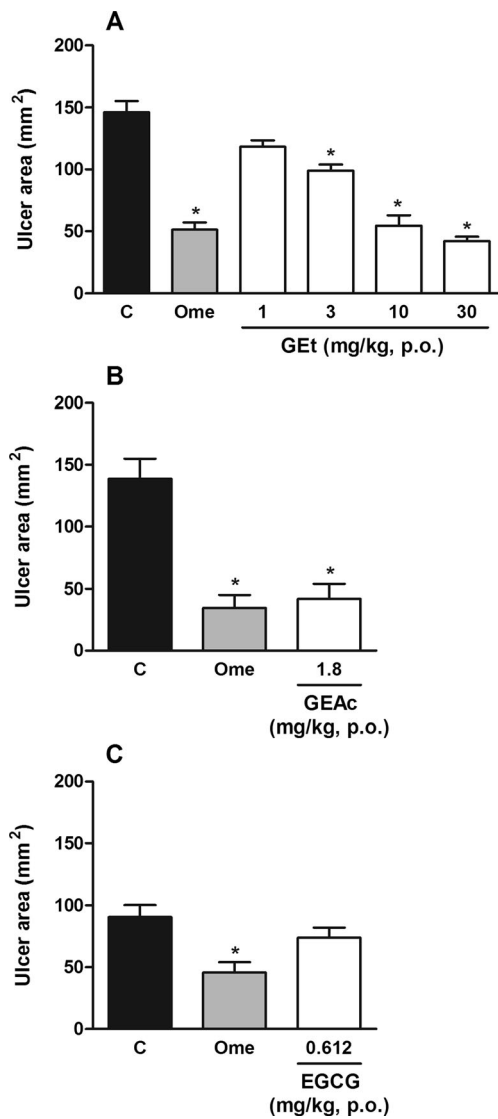 A
200
150
100
50
0
Ulcer area (mm²)
*
*
*
*
C Ome 1 3 10 30
GEt (mg/kg, p.o.)
B
200
150
100
50
0
Ulcer area (mm²)
*
*
C Ome 1.8
GEAc
(mg/kg, p.o.)
C
200
150
100
50
0
Ulcer area (mm²)
*
C Ome 0.612
EGCG
(mg/kg, p.o.)